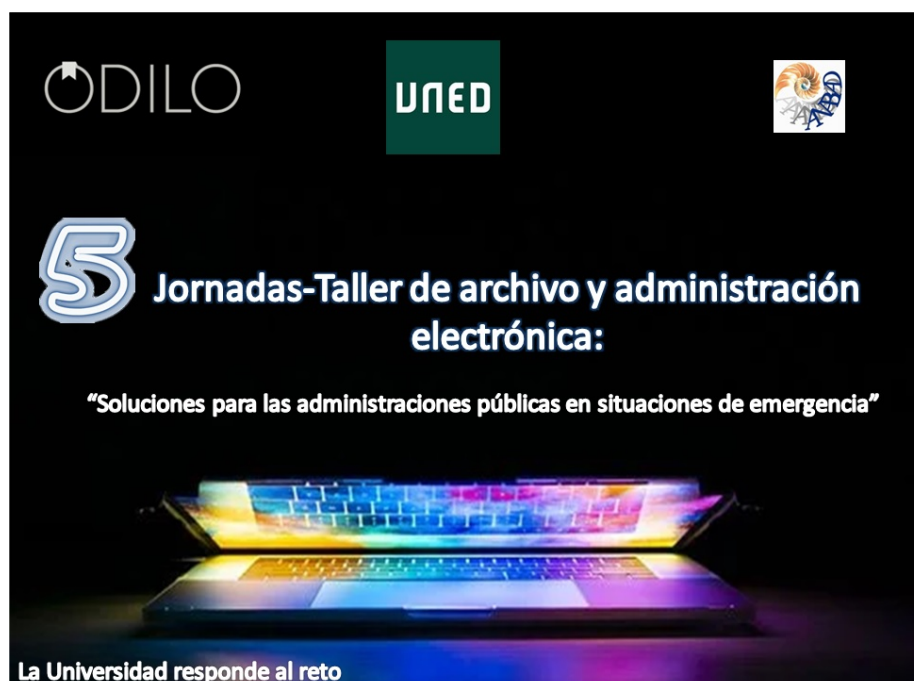 ODILO
UNED
ANABAD
5
Jornadas-Taller de archivo y administración
electrónica:
“Soluciones para las administraciones públicas en situaciones de emergencia”
La Universidad responde al reto